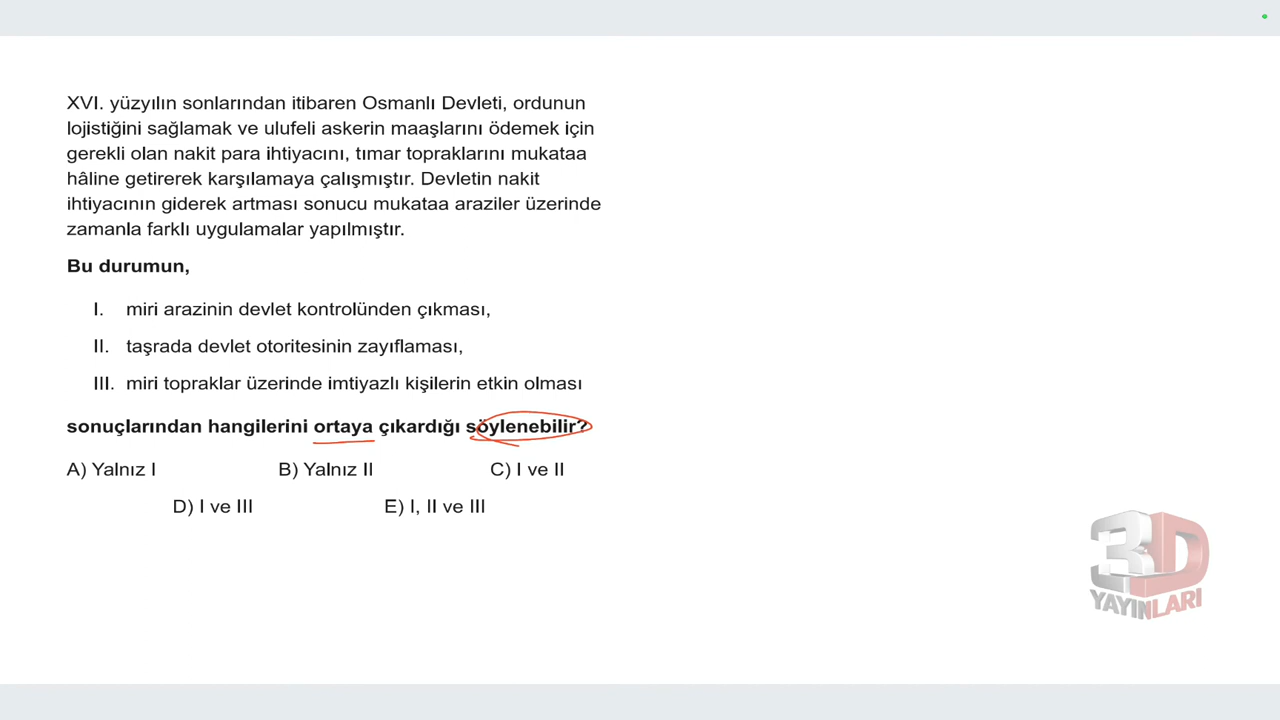 XVI. yüzyılın sonlarından itibaren Osmanlı Devleti, ordunun
lojistiğini sağlamak ve ulufeli askerin maaşlarını ödemek için
gerekli olan nakit para ihtiyacını, tımar topraklarını mukataa
hâline getirerek karşılamaya çalışmıştır. Devletin nakit
ihtiyacının giderek artması sonucu mukataa araziler üzerinde
zamanla farklı uygulamalar yapılmıştır.
Bu durumun,
I. miri arazinin devlet kontrolünden çıkması,
II. taşrada devlet otoritesinin zayıflaması,
III. miri topraklar üzerinde imtiyazlı kişilerin etkin olması
sonuçlarından hangilerini ortaya çıkardığı söylenebilir?
A) Yalnız I B) Yalnız II C) I ve II
D) I ve III E) I, II ve III
3D
YAYINLARI